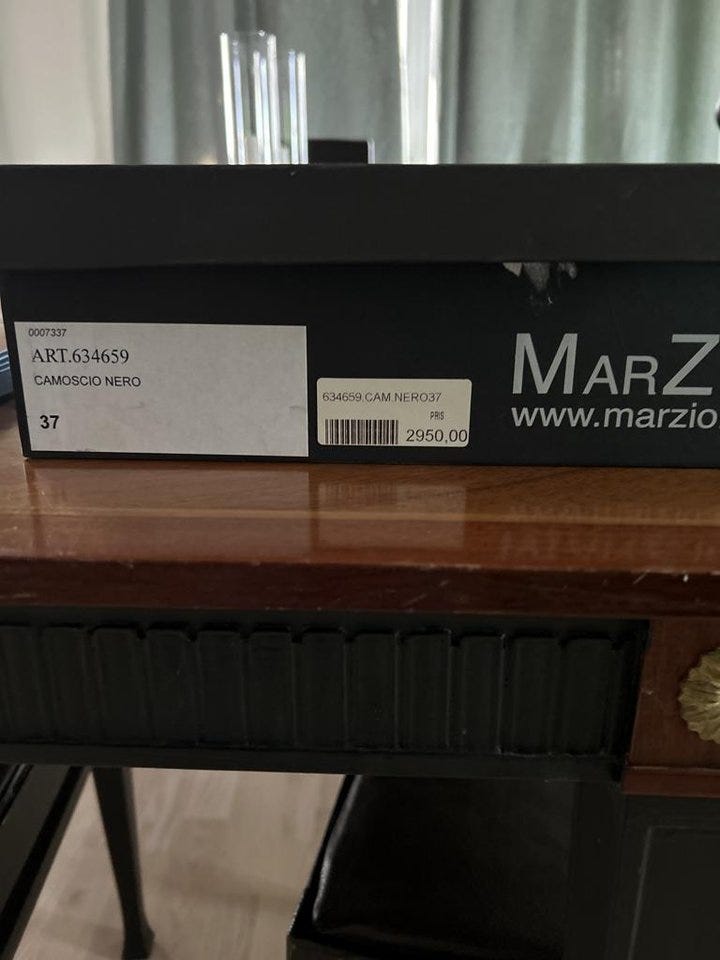 0007337
ART.634659
CAMOSCIO NERO
37
634659,CAM.NERO37
PRIS
2950,00
MARZ
www.marzio